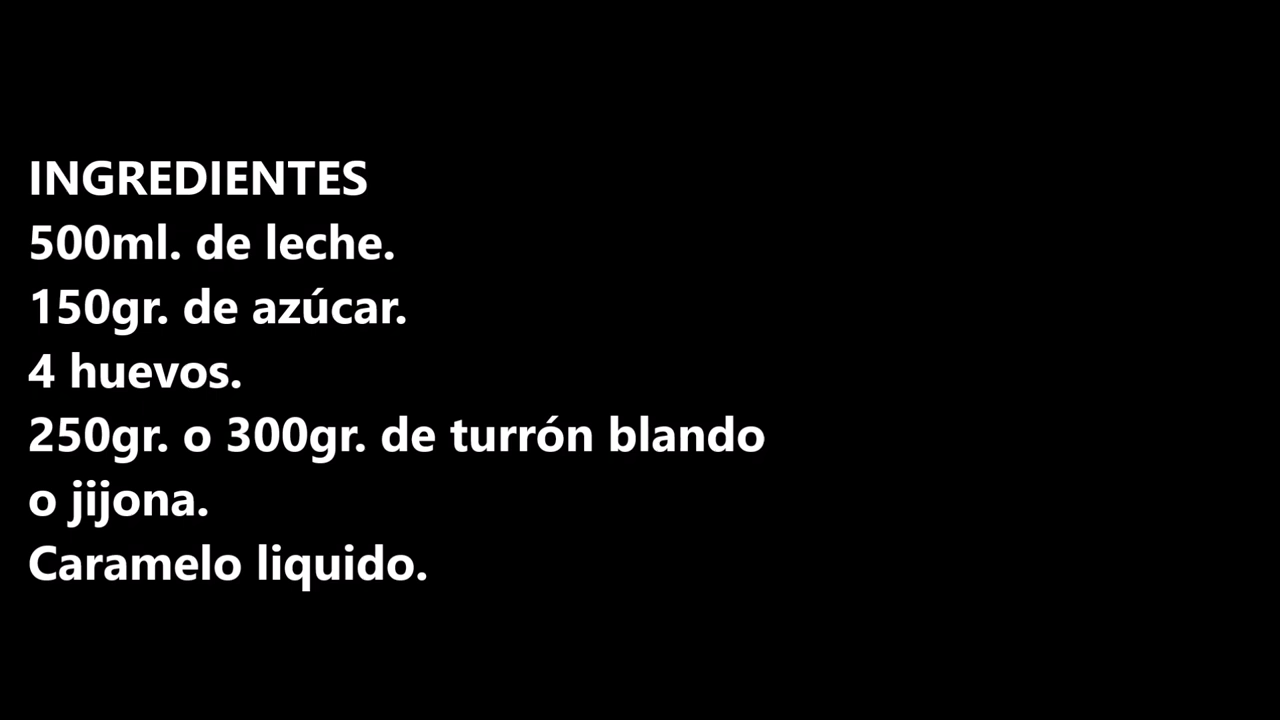 INGREDIENTES
500ml. de leche.
150gr. de azúcar.
4 huevos.
250gr. o 300gr. de turrón blando
o jijona.
Caramelo liquido.